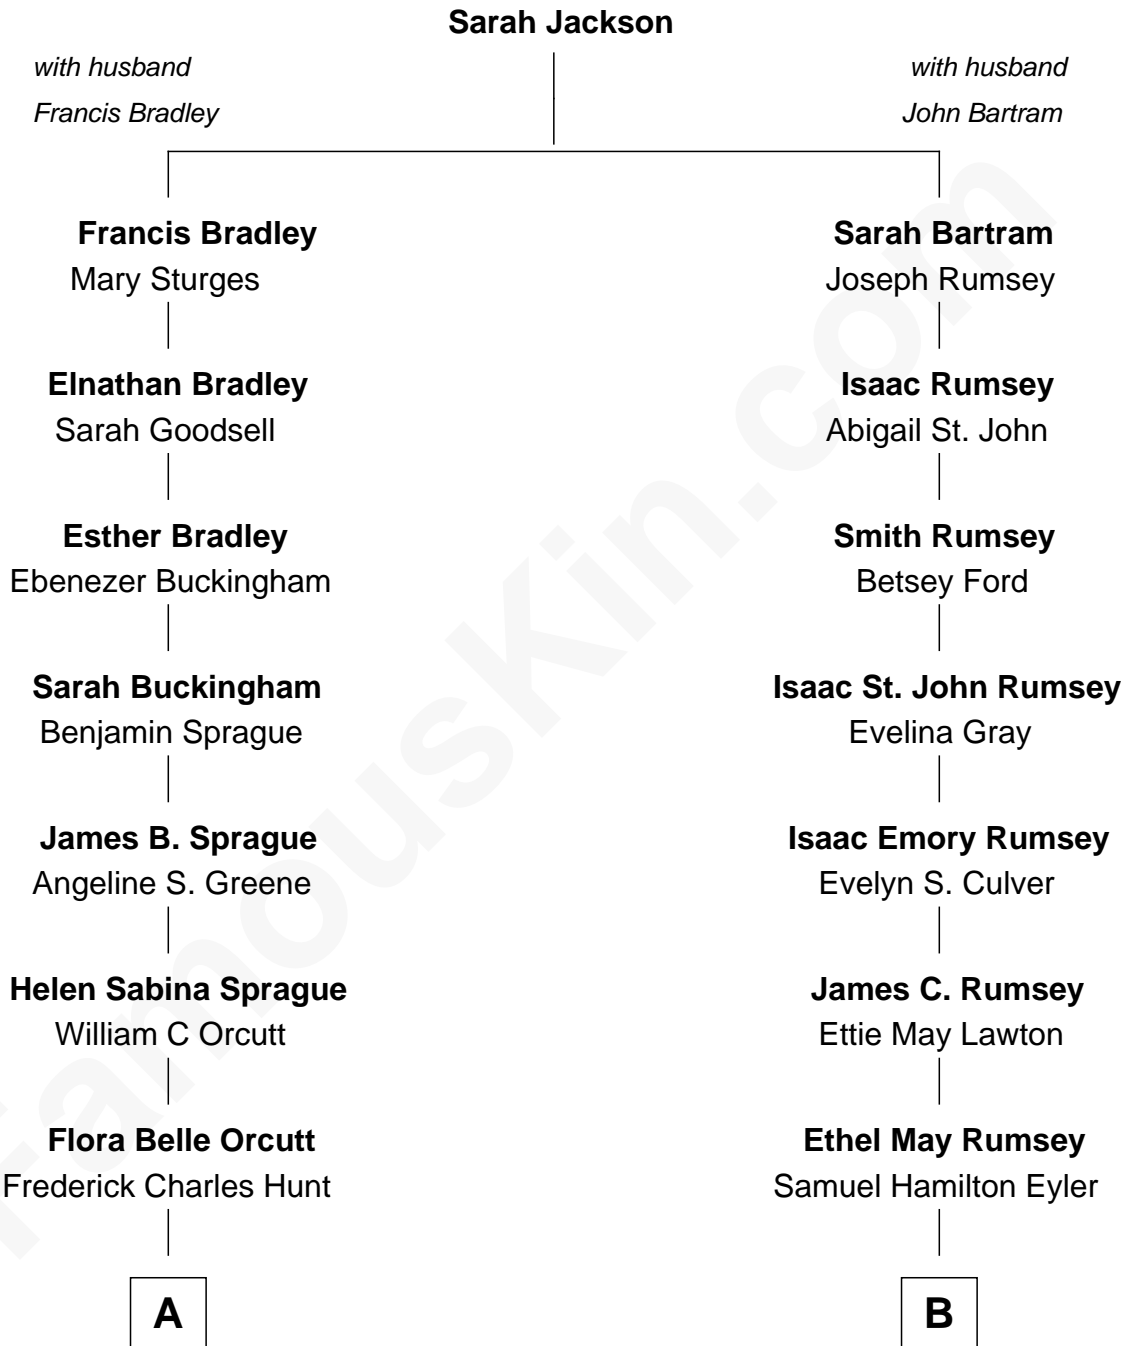 Sarah Jackson
with husband
Francis Bradley
with husband
John Bartram
Francis Bradley
Mary Sturges
Sarah Bartram
Joseph Rumsey
Elnathan Bradley
Sarah Goodsell
Isaac Rumsey
Abigail St. John
Esther Bradley
Ebenezer Buckingham
Smith Rumsey
Betsey Ford
Sarah Buckingham
Benjamin Sprague
Isaac St. John Rumsey
Evelina Gray
James B. Sprague
Angeline S. Greene
Isaac Emory Rumsey
Evelyn S. Culver
Helen Sabina Sprague
William C Orcutt
James C. Rumsey
Ettie May Lawton
Flora Belle Orcutt
Frederick Charles Hunt
Ethel May Rumsey
Samuel Hamilton Eyler
A
B
FamousKin.com